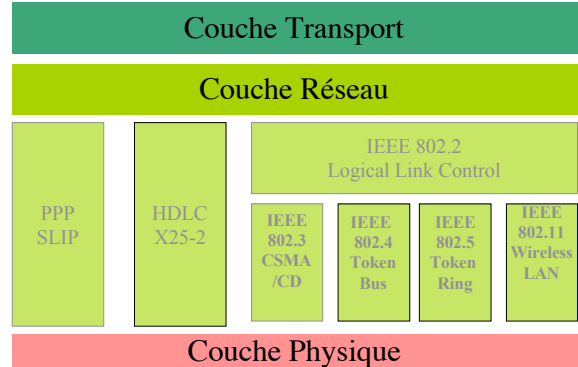 Couche Transport
Couche Réseau
PPP
SLIP
HDLC
X25-2
IEEE 802.2
Logical Link Control
IEEE
802.3
CSMA
/CD
IEEE
802.4
Token
Bus
IEEE
802.5
Token
Ring
IEEE
802.11
Wireless
LAN
Couche Physique